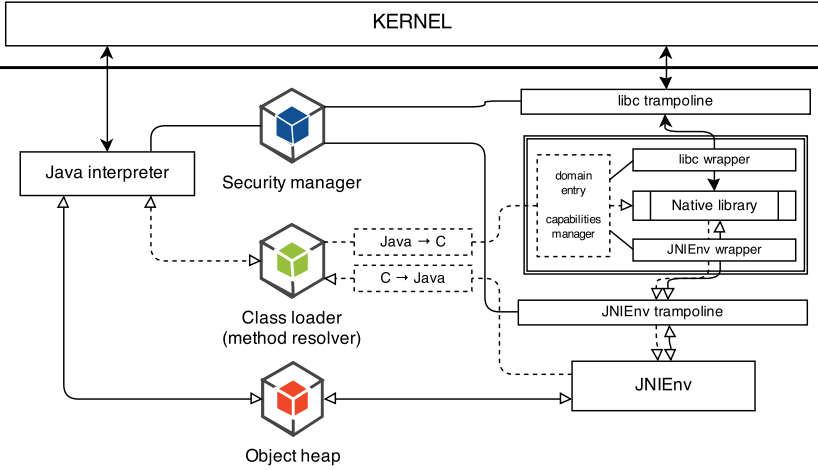 KERNEL
libc trampoline
libc wrapper
Java interpreter
domain
entry
Security manager
Native library
capabilities
manager
Java → C
JNIEnv wrapper
C → Java
JNIEnv trampoline
Class loader
(method resolver)
JNIEnv
Object heap